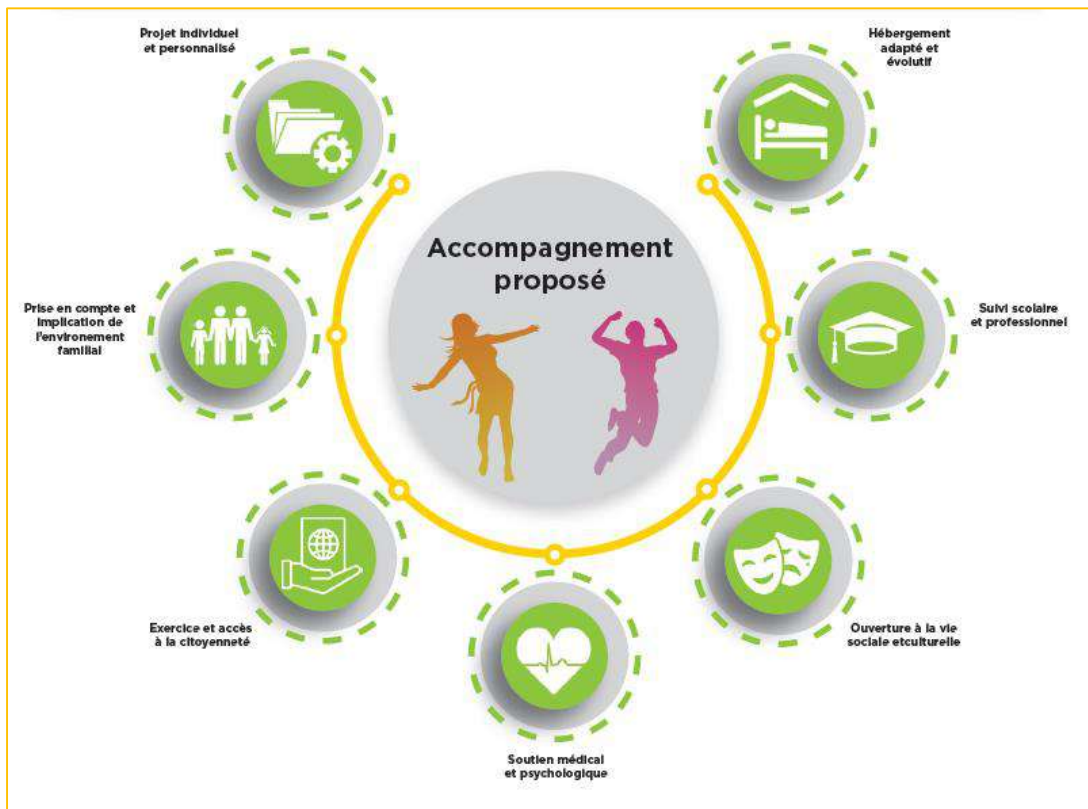 Projet individuel
et personnalisé
Hébergement
adapté et
évolutif
Accompagnement
proposé
Prise en compte et
implication de
l'environement
familial
Suivi scolaire
et professionnel
Exercice et accès
à la citoyenneté
Ouverture à la vie
sociale etculturelle
Soutien médical
et psychologique